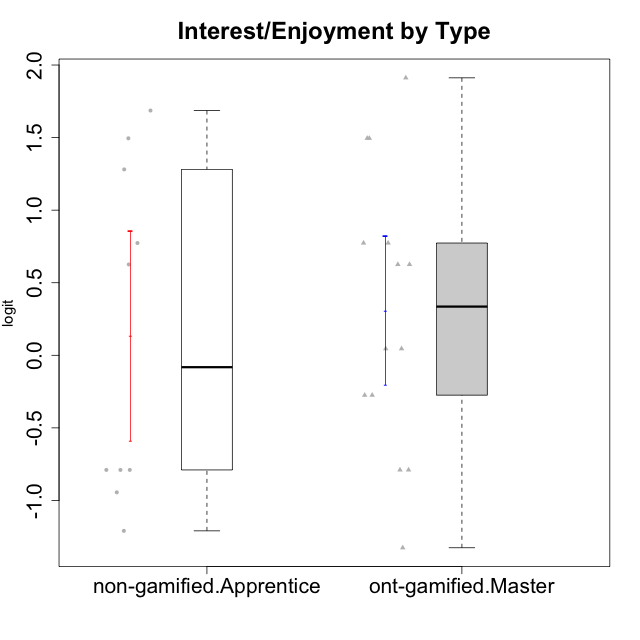 Interest/Enjoyment by Type
logit
2.0
1.5
1.0
0.5
0.0
-0.5
-1.0
non-gamified.Apprentice
ont-gamified.Master